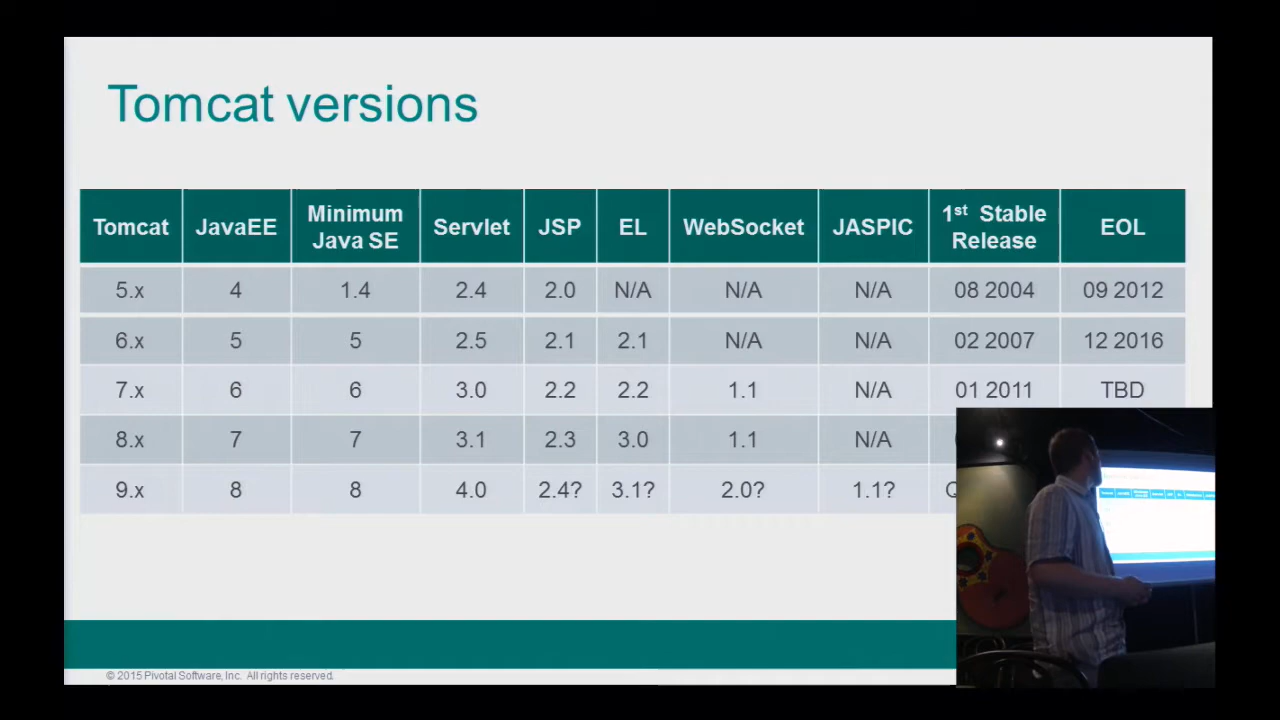 Tomcat versions
Tomcat JavaEE Minimum Java SE Servlet JSP EL WebSocket JASPIC 1st Stable Release EOL
5.x 4 1.4 2.4 2.0 N/A N/A N/A 08 2004 09 2012
6.x 5 5 2.5 2.1 2.1 N/A N/A 02 2007 12 2016
7.x 6 6 3.0 2.2 2.2 1.1 N/A 01 2011 TBD
8.x 7 7 3.1 2.3 3.0 1.1 N/A
9.x 8 8 4.0 2.4? 3.1? 2.0? 1.1?
© 2015 Pivotal Software, Inc. All rights reserved.